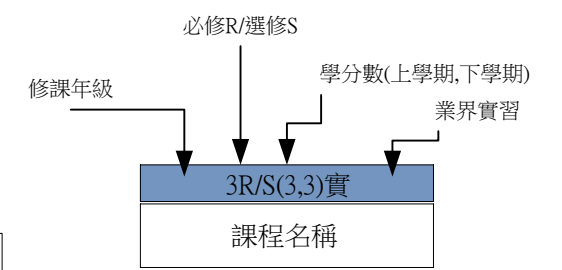 必修R/選修S
學分數(上學期,下學期)
修課年級
業界實習
3R/S(3,3)實
課程名稱